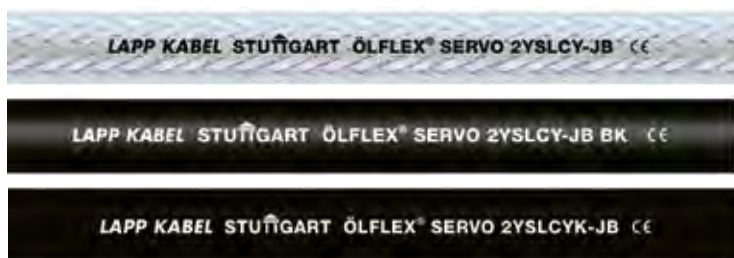 LAPP KABEL STUTTGART ÖLFLEX® SERVO 2YSLCY-JB CE
LAPP KABEL STUTTGART ÖLFLEX® SERVO 2YSLCY-JB BK CE
LAPP KABEL STUTTGART ÖLFLEX® SERVO 2YSLCYK-JB CE